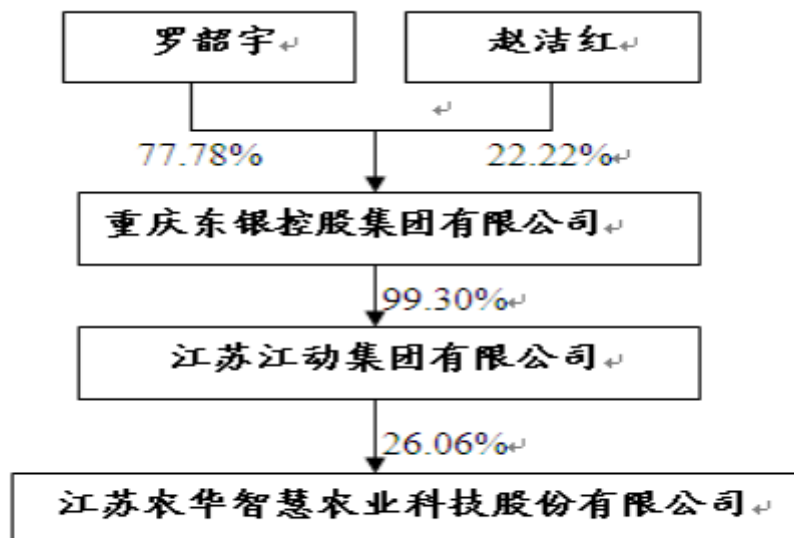 罗韶宇
赵洁红
77.78%
22.22%
重庆东银控股集团有限公司
99.30%
江苏江动集团有限公司
26.06%
江苏农华智慧农业科技股份有限公司